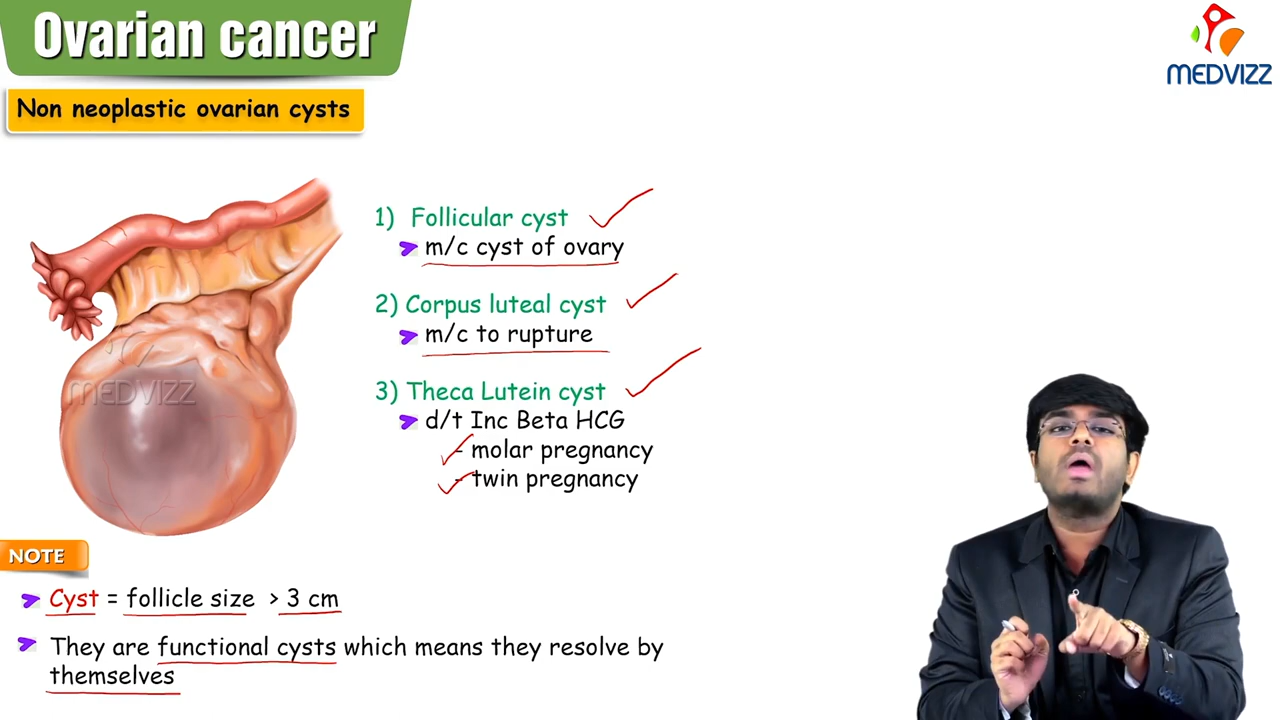 Ovarian cancer
MEDVIZZ
Non neoplastic ovarian cysts
1) Follicular cyst
m/c cyst of ovary
2) Corpus luteal cyst
m/c to rupture
MEDVIZZ
3) Theca Lutein cyst
d/t Inc Beta HCG
- molar pregnancy
- twin pregnancy
NOTE
Cyst = follicle size > 3 cm
They are functional cysts which means they resolve by
themselves